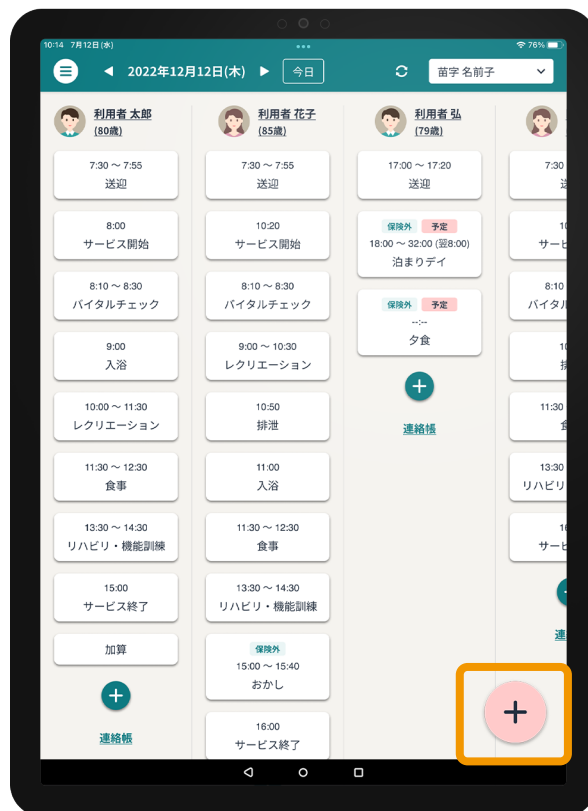 10:14 7月12日(水)
76%
2022年12月12日(木)
今日
苗字 名前子
利用者 太郎
(80歳)
7:30 ～ 7:55
送迎
8:00
サービス開始
8:10 ～ 8:30
バイタルチェック
9:00
入浴
10:00 ～ 11:30
レクリエーション
11:30 ～ 12:30
食事
13:30 ～ 14:30
リハビリ・機能訓練
15:00
サービス終了
加算
連絡帳
利用者 花子
(85歳)
7:30 ～ 7:55
送迎
10:20
サービス開始
8:10 ～ 8:30
バイタルチェック
9:00 ～ 10:30
レクリエーション
10:50
排泄
11:00
入浴
11:30 ～ 12:30
食事
13:30 ～ 14:30
リハビリ・機能訓練
保険外
15:00 ～ 15:40
おかし
16:00
サービス終了
利用者 弘
(79歳)
17:00 ～ 17:20
送迎
保険外 予定
18:00 ～ 32:00 (翌8:00)
泊まりデイ
保険外 予定
--:--
夕食
連絡帳
7:30
8:10
バイタル
11:30
13:30
リハビリ